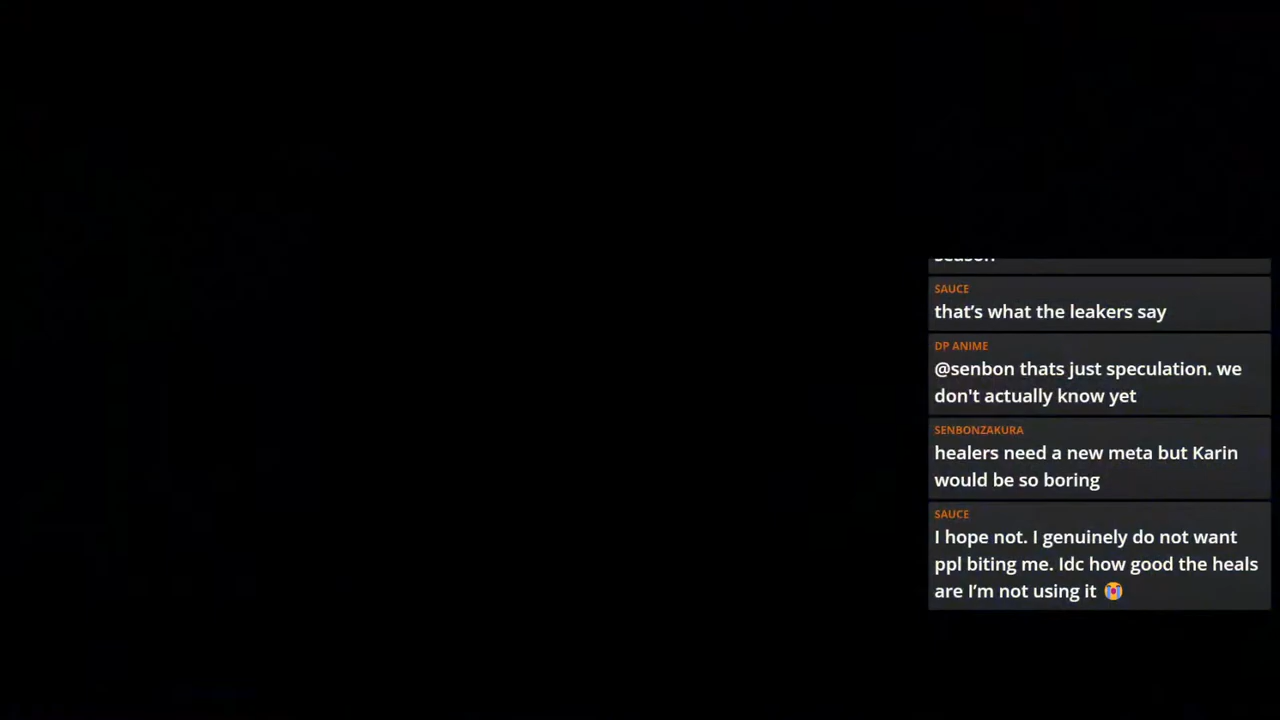 season
SAUCE
that’s what the leakers say
DP ANIME
@senbon thats just speculation. we
don't actually know yet
SENBONZAKURA
healers need a new meta but Karin
would be so boring
SAUCE
I hope not. I genuinely do not want
ppl biting me. Idc how good the heals
are I’m not using it 😭